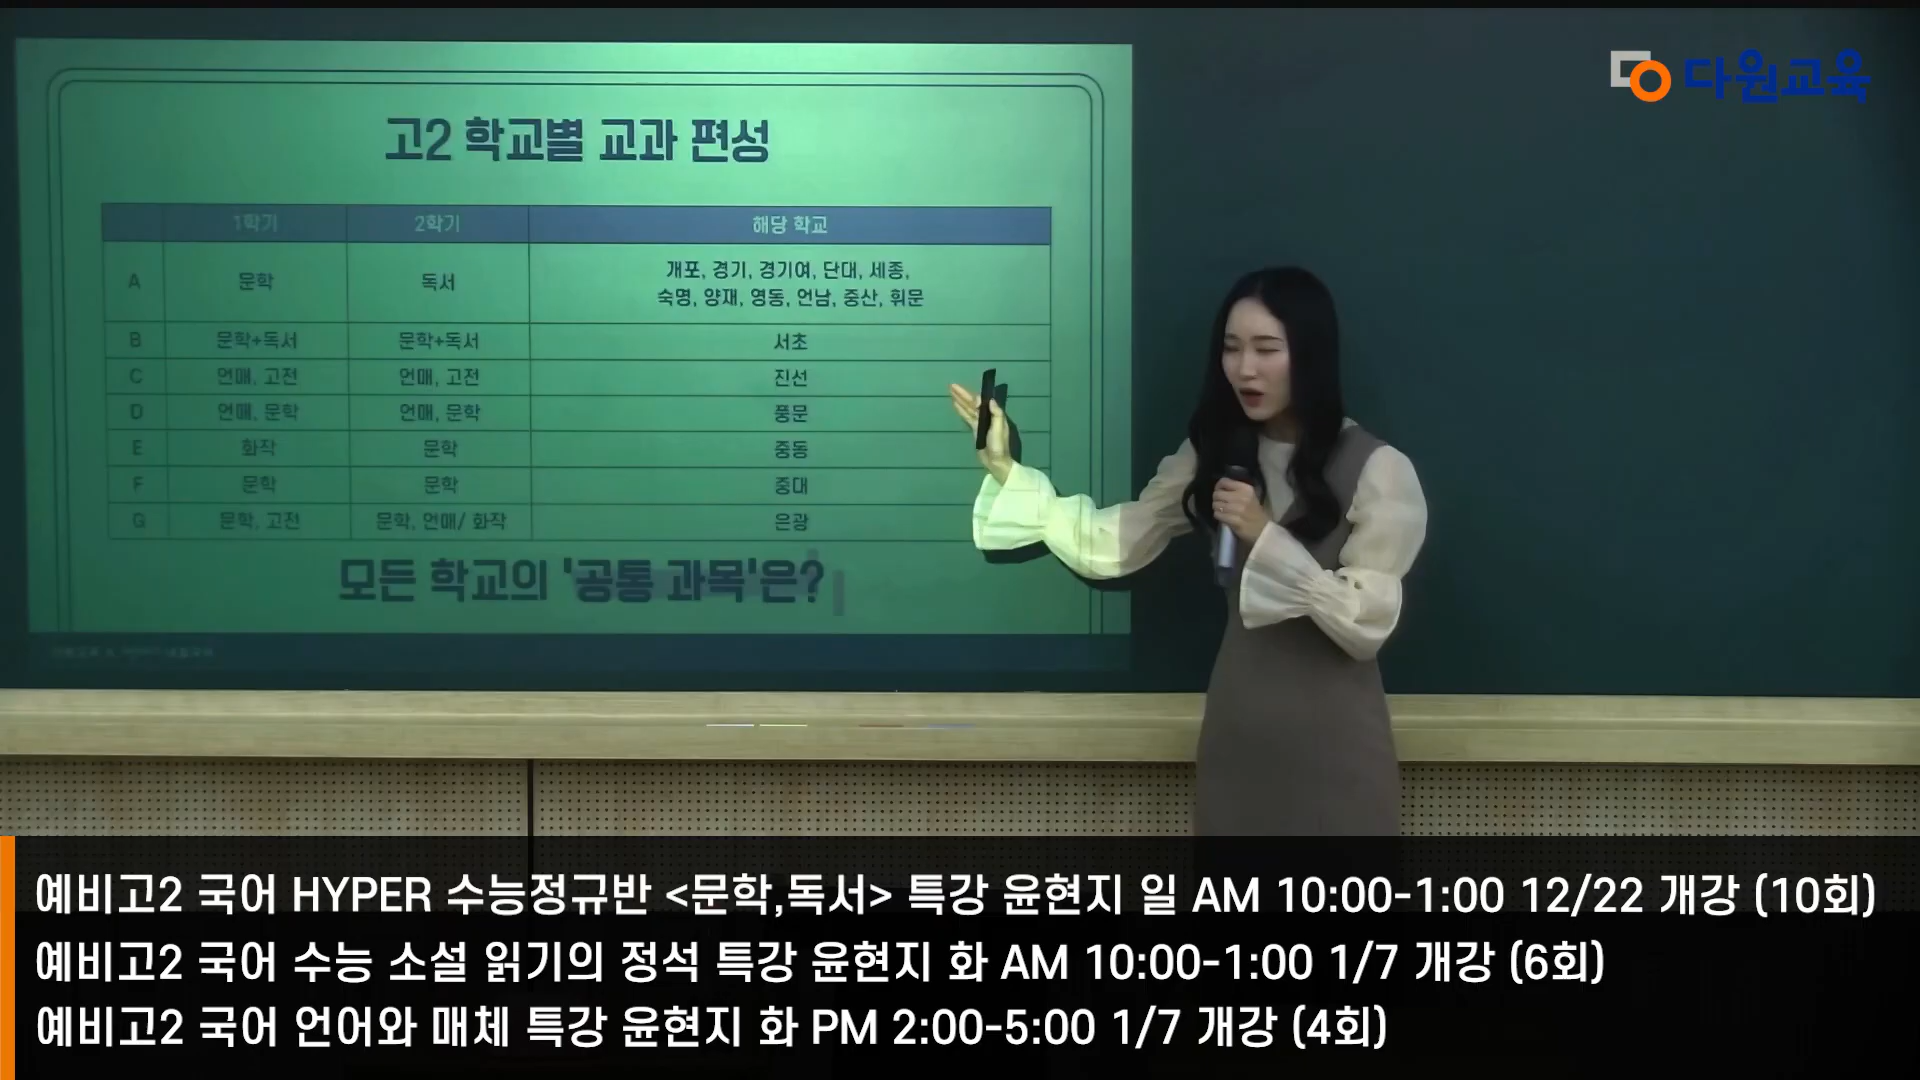 다원교육
고2 학교별 교과 편성
1학기 2학기 해당 학교
A 문학 독서 개포, 경기, 경기여, 단대, 세종,
숙명, 양재, 영동, 언남, 중산, 휘문
B 문학+독서 문학+독서 서초
C 언매, 고전 언매, 고전 진선
D 언매, 문학 언매, 문학 풍문
E 화작 문학 중동
F 문학 문학 중대
G 문학, 고전 문학, 언매/ 화작 은광
모든 학교의 '공통 과목'은?
예비고2 국어 HYPER 수능정규반 <문학,독서> 특강 윤현지 일 AM 10:00-1:00 12/22 개강 (10회)
예비고2 국어 수능 소설 읽기의 정석 특강 윤현지 화 AM 10:00-1:00 1/7 개강 (6회)
예비고2 국어 언어와 매체 특강 윤현지 화 PM 2:00-5:00 1/7 개강 (4회)